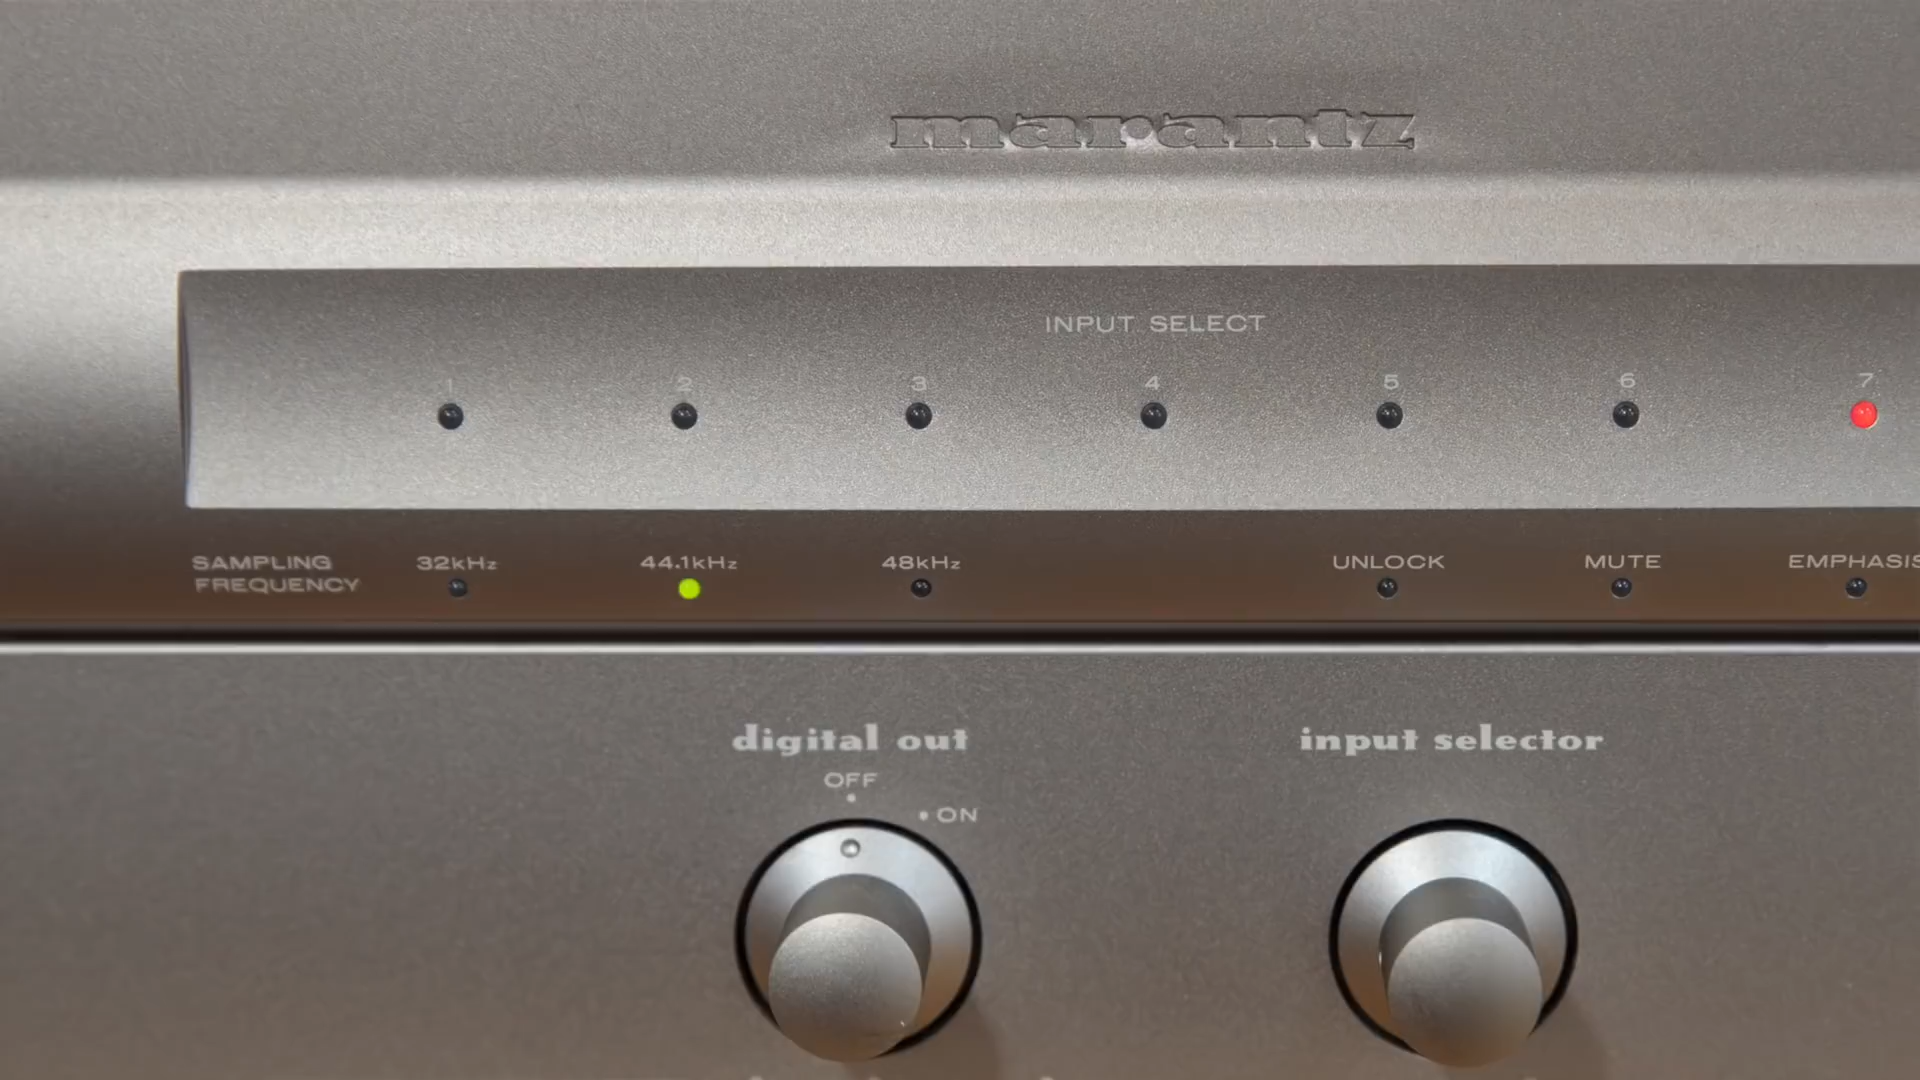 marantz
INPUT SELECT
1 2 3 4 5 6 7
SAMPLING FREQUENCY
32kHz 44.1kHz 48kHz UNLOCK MUTE EMPHASIS
digital out input selector
OFF
ON